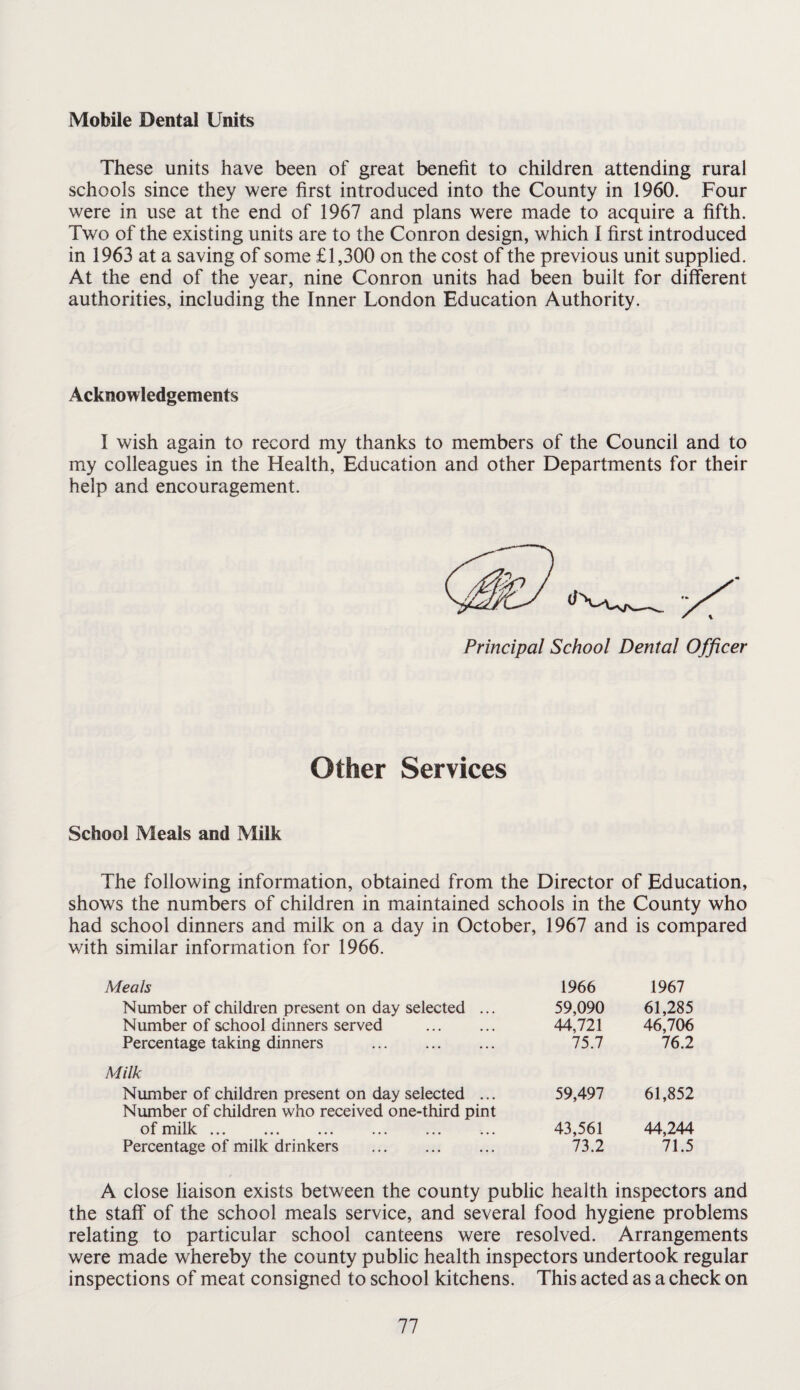 Mobile Dental Units
These units have been of great benefit to children attending rural
schools since they were first introduced into the County in 1960. Four
were in use at the end of 1967 and plans were made to acquire a fifth.
Two of the existing units are to the Conron design, which I first introduced
in 1963 at a saving of some £1,300 on the cost of the previous unit supplied.
At the end of the year, nine Conron units had been built for different
authorities, including the Inner London Education Authority.
Acknowledgements
I wish again to record my thanks to members of the Council and to
my colleagues in the Health, Education and other Departments for their
help and encouragement.
Principal School Dental Officer
Other Services
School Meals and Milk
The following information, obtained from the Director of Education,
shows the numbers of children in maintained schools in the County who
had school dinners and milk on a day in October, 1967 and is compared
with similar information for 1966.
Meals 1966 1967
Number of children present on day selected ... 59,090 61,285
Number of school dinners served ... ... 44,721 46,706
Percentage taking dinners ... ... ... 75.7 76.2
Milk
Number of children present on day selected ... 59,497 61,852
Number of children who received one-third pint
of milk ... ... ... ... ... ... 43,561 44,244
Percentage of milk drinkers ... ... ... 73.2 71.5
A close liaison exists between the county public health inspectors and
the staff of the school meals service, and several food hygiene problems
relating to particular school canteens were resolved. Arrangements
were made whereby the county public health inspectors undertook regular
inspections of meat consigned to school kitchens. This acted as a check on
77